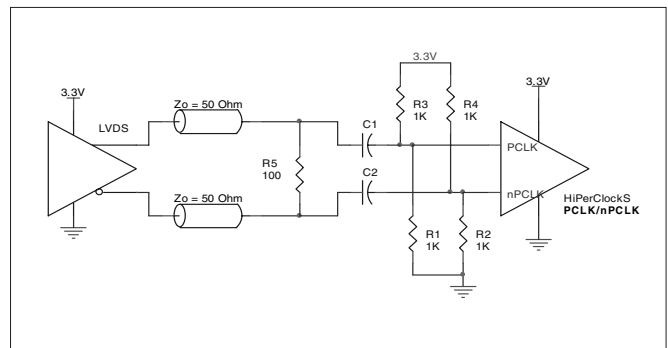 3.3V
3.3V
3.3V
Zo = 50 Ohm
LVDS
R3
1K
R4
1K
C1
PCLK
R5
100
C2
Zo = 50 Ohm
nPCLK
HiPerClockS
PCLK/nPCLK
R1
1K
R2
1K